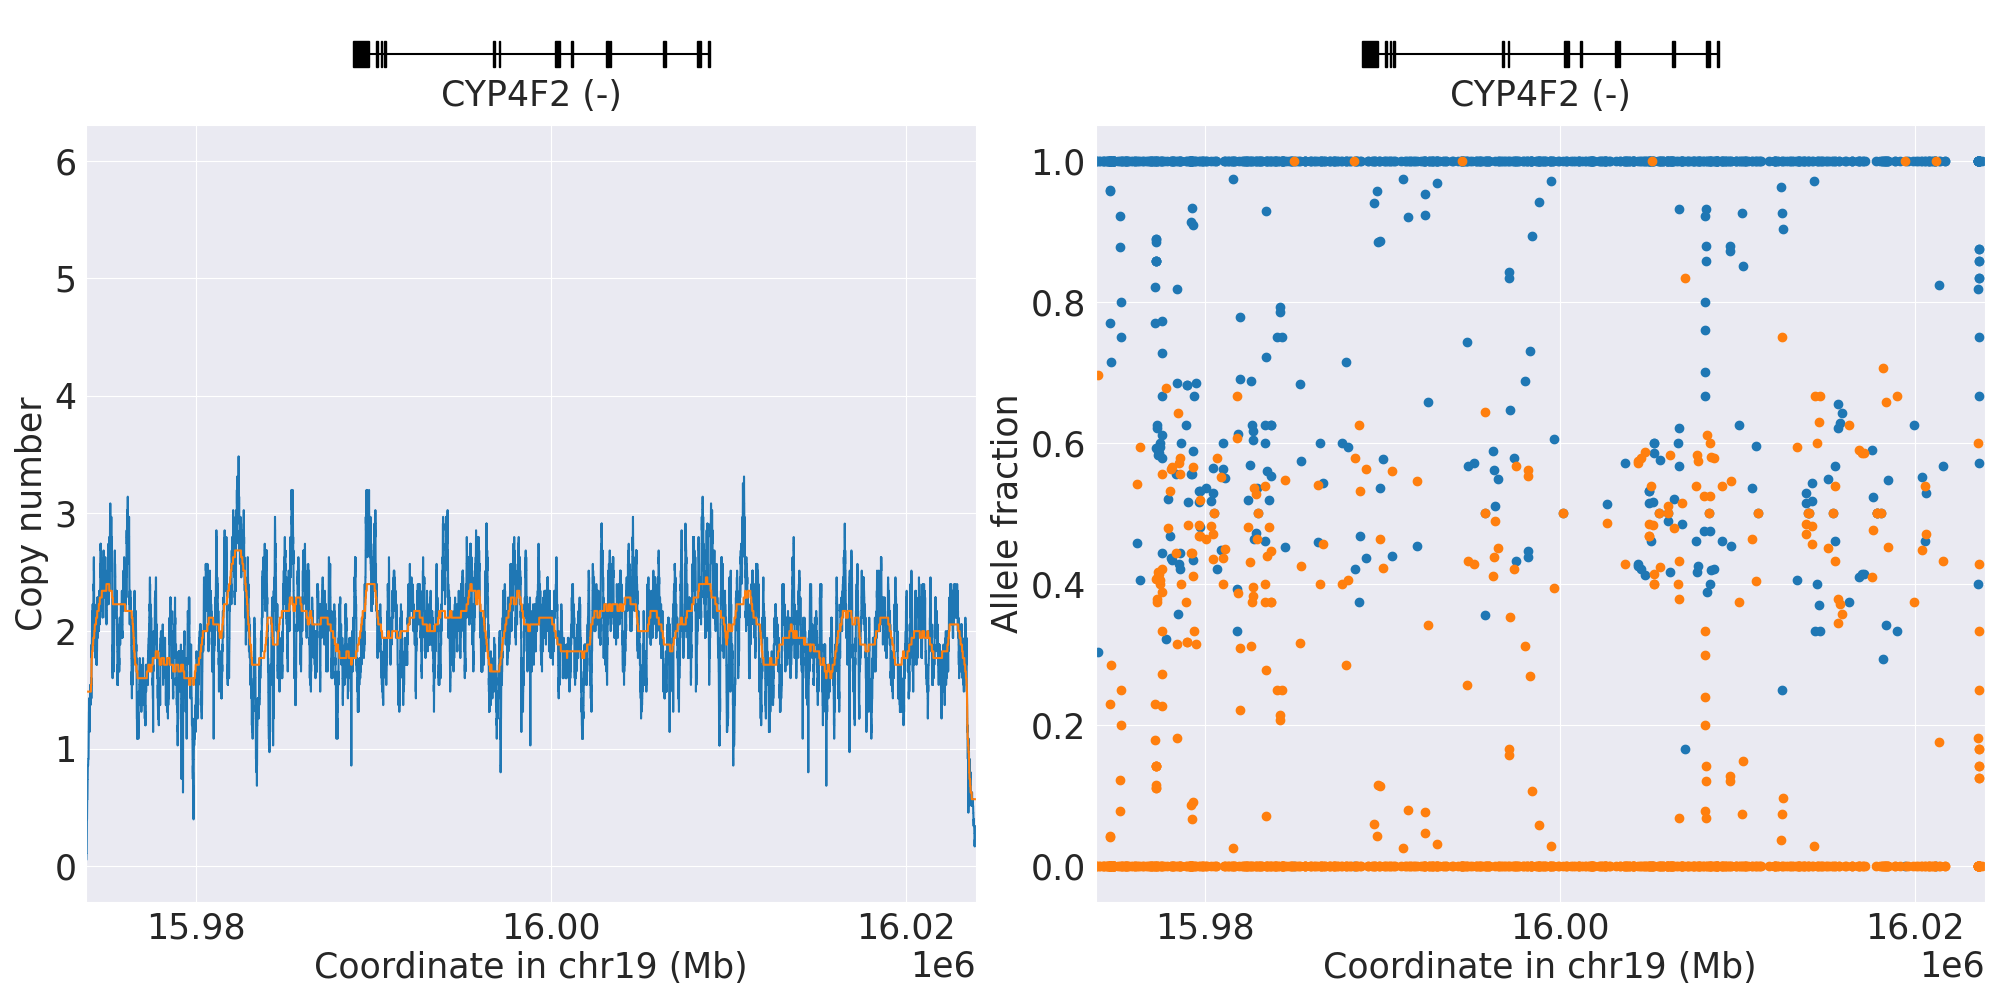 CYP4F2 (-)
Copy number
6
5
4
3
2
1
0
15.98
16.00
16.02
Coordinate in chr19 (Mb)
1e6
CYP4F2 (-)
Allele fraction
1.0
0.8
0.6
0.4
0.2
0.0
15.98
16.00
16.02
Coordinate in chr19 (Mb)
1e6